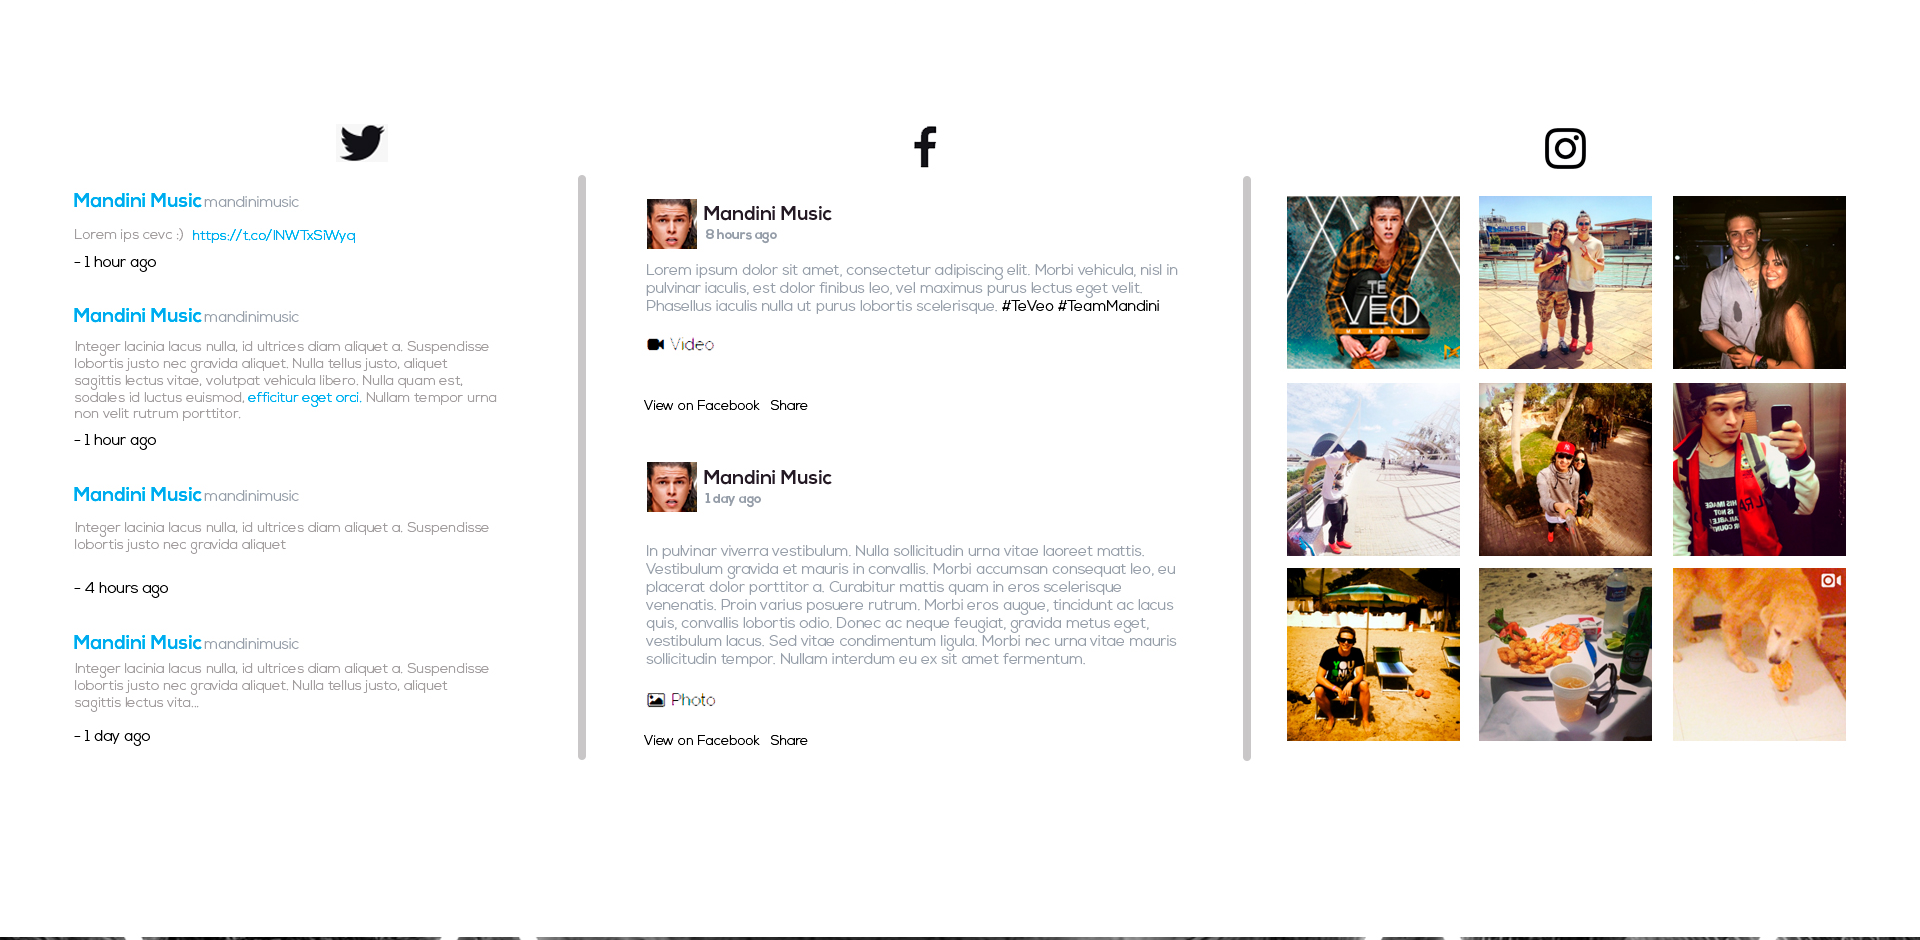 Mandini Music mandinimusic
Lorem ips cevc :) https://t.co/lNWTxSiWyq
- 1 hour ago
Mandini Music mandinimusic
Integer lacinia lacus nulla, id ultrices diam aliquet a. Suspendisse
lobortis justo nec gravida aliquet. Nulla tellus justo, aliquet
sagittis lectus vitae, volutpat vehicula libero. Nulla quam est,
sodales id luctus euismod, efficitur eget orci. Nullam tempor urna
non velit rutrum porttitor.
- 1 hour ago
Mandini Music mandinimusic
Integer lacinia lacus nulla, id ultrices diam aliquet a. Suspendisse
lobortis justo nec gravida aliquet
- 4 hours ago
Mandini Music mandinimusic
Integer lacinia lacus nulla, id ultrices diam aliquet a. Suspendisse
lobortis justo nec gravida aliquet. Nulla tellus justo, aliquet
sagittis lectus vita...
- 1 day ago
Mandini Music
8 hours ago
Lorem ipsum dolor sit amet, consectetur adipiscing elit. Morbi vehicula, nisl in
pulvinar iaculis, est dolor finibus leo, vel maximus purus lectus eget velit.
Phasellus iaculis nulla ut purus lobortis scelerisque. #TeVeo #TeamMandini
Video
View on Facebook Share
Mandini Music
1 day ago
In pulvinar viverra vestibulum. Nulla sollicitudin urna vitae laoreet mattis.
Vestibulum gravida et mauris in convallis. Morbi accumsan consequat leo, eu
placerat dolor porttitor a. Curabitur mattis quam in eros scelerisque
venenatis. Proin varius posuere rutrum. Morbi eros augue, tincidunt ac lacus
quis, convallis lobortis odio. Donec ac neque feugiat, gravida metus eget,
vestibulum lacus. Sed vitae condimentum ligula. Morbi nec urna vitae mauris
sollicitudin tempor. Nullam interdum eu ex sit amet fermentum.
Photo
View on Facebook Share
TE
VEO
MANDINI
THIS IMAGE
IS NOT
YOU